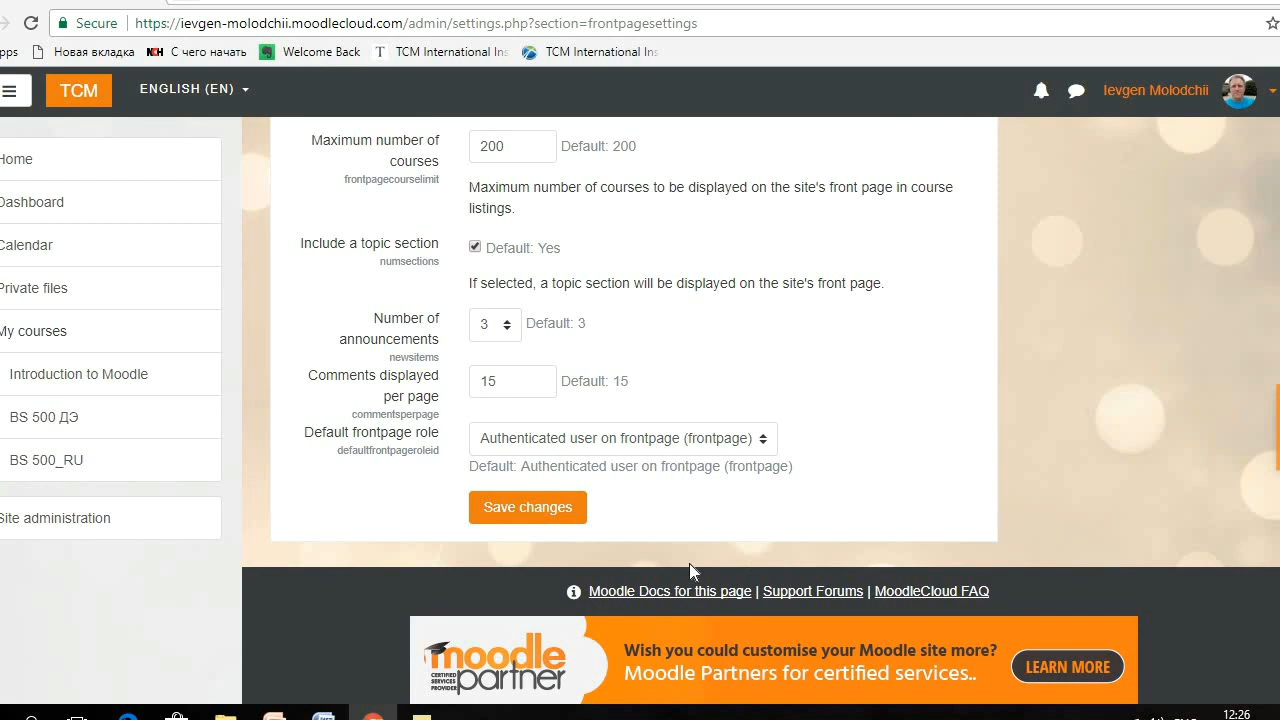 Secure https://ievgen-molodchii.moodlecloud.com/admin/settings.php?section=frontpagesettings
pps Новая вкладка С чего начать Welcome Back TCM International Ins TCM International Ins
TCM ENGLISH (EN) Ievgen Molodchii
Home
Dashboard
Calendar
Private files
My courses
Introduction to Moodle
BS 500 ДЭ
BS 500_RU
Site administration
Maximum number of
courses
frontpagecourselimit
200 Default: 200
Maximum number of courses to be displayed on the site's front page in course
listings.
Include a topic section
numsections
Default: Yes
If selected, a topic section will be displayed on the site's front page.
Number of
announcements
newsitems
3 Default: 3
Comments displayed
per page
commentsperpage
15 Default: 15
Default frontpage role
defaultfrontpageroleid
Authenticated user on frontpage (frontpage)
Default: Authenticated user on frontpage (frontpage)
Save changes
Moodle Docs for this page | Support Forums | MoodleCloud FAQ
moodle
CERTIFIED
SERVICES
PROVIDER
partner
Wish you could customise your Moodle site more?
Moodle Partners for certified services..
LEARN MORE
12:26